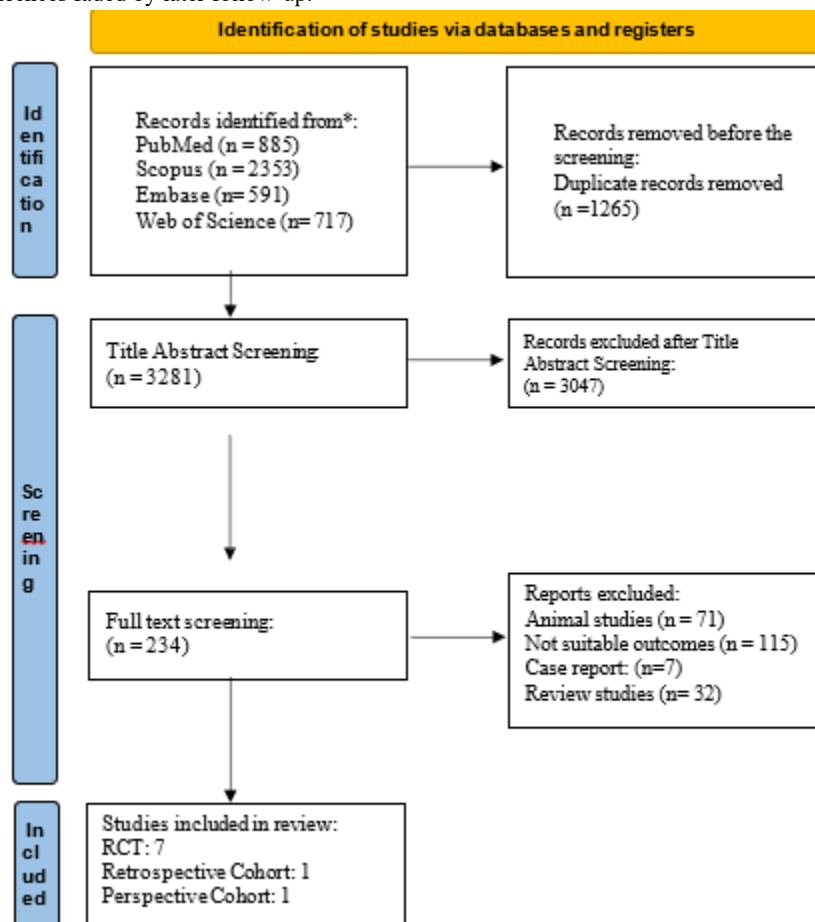 Identification of studies via databases and registers
Id
en
tifi
ca
tio
n
Records identified from*:
PubMed (n = 885)
Scopus (n = 2353)
Embase (n= 591)
Web of Science (n= 717)
Records removed before the
screening:
Duplicate records removed
(n =1265)
Sc
re
en
in
g
Title Abstract Screening
(n = 3281)
Records excluded after Title
Abstract Screening:
(n = 3047)
Full text screening:
(n = 234)
Reports excluded:
Animal studies (n = 71)
Not suitable outcomes (n = 115)
Case report: (n=7)
Review studies (n= 32)
In
cl
ud
ed
Studies included in review:
RCT: 7
Retrospective Cohort: 1
Perspective Cohort: 1